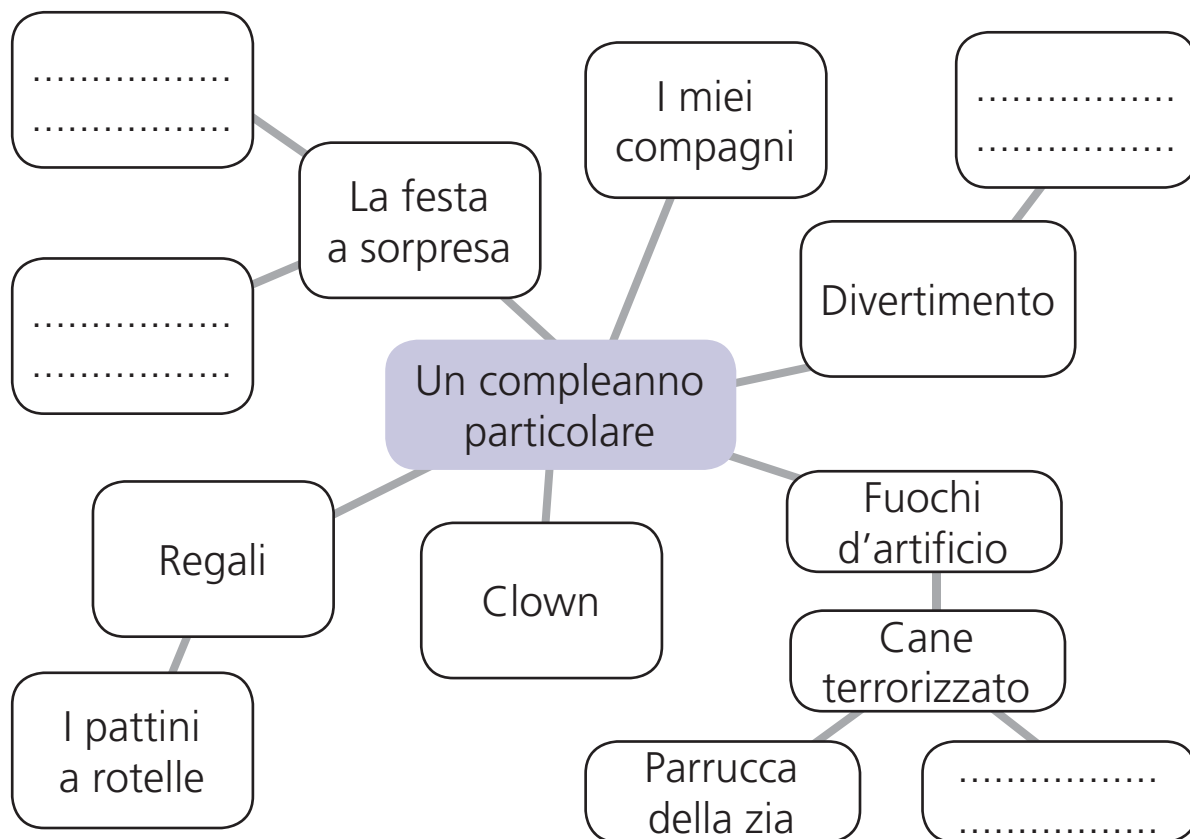 .................
.................
I miei
compagni
.................
.................
La festa
a sorpresa
Divertimento
.................
.................
Un compleanno
particolare
Fuochi
d’artificio
Regali
Clown
Cane
terrorizzato
I pattini
a rotelle
Parrucca
della zia
.................
.................